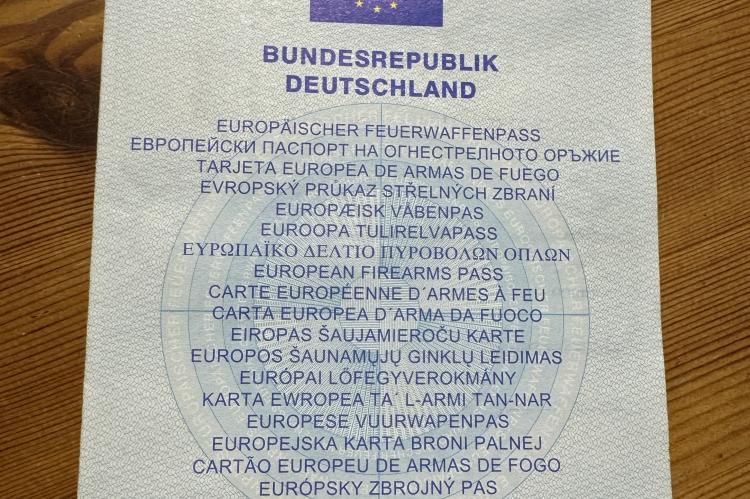 BUNDESREPUBLIK
DEUTSCHLAND
EUROPÄISCHER FEUERWAFFENPASS
ЕВРОПЕЙСКИ ПАСПОРТ НА ОГНЕСТРЕЛНОТО ОРЪЖИЕ
TARJETA EUROPEA DE ARMAS DE FUEGO
EVROPSKÝ PRŮKAZ STŘELNÝCH ZBRANÍ
EUROPÆISK VÅBENPAS
EUROOPA TULIRELVAPASS
ΕΥΡΩΠΑΪΚΟ ΔΕΛΤΙΟ ΠΥΡΟΒΟΛΩΝ ΟΠΛΩΝ
EUROPEAN FIREARMS PASS
CARTE EUROPÉENNE D´ARMES À FEU
CARTA EUROPEA D´ARMA DA FUOCO
EIROPAS ŠAUJAMIEROČU KARTE
EUROPOS ŠAUNAMŲJŲ GINKLŲ LEIDIMAS
EURÓPAI LŐFEGYVEROKMÁNY
KARTA EWROPEA TA´ L-ARMI TAN-NAR
EUROPESE VUURWAPENPAS
EUROPEJSKA KARTA BRONI PALNEJ
CARTÃO EUROPEU DE ARMAS DE FOGO
EURÓPSKY ZBROJNÝ PAS